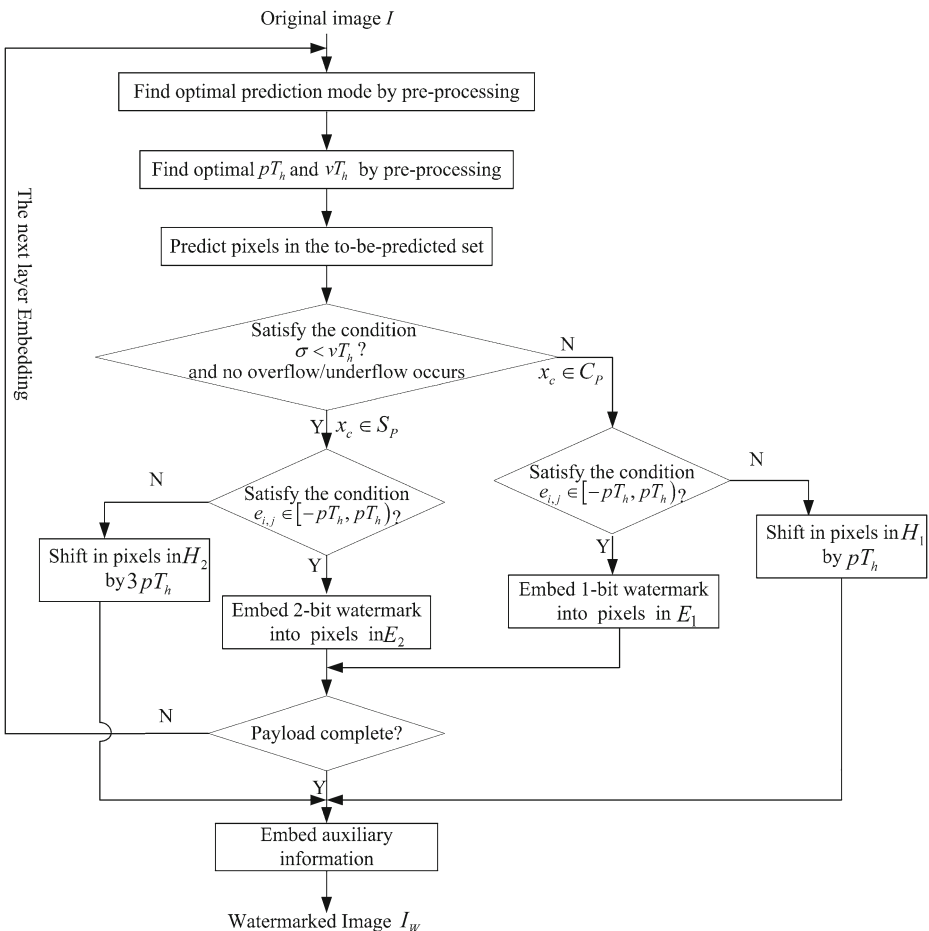 Original image I
Find optimal prediction mode by pre-processing
Find optimal pT_h and vT_h by pre-processing
The next layer Embedding
Predict pixels in the to-be-predicted set
Satisfy the condition
σ < vT_h ?
and no overflow/underflow occurs
N
x_c ∈ C_P
Y x_c ∈ S_P
N
Satisfy the condition
e_{i,j} ∈ [-pT_h, pT_h) ?
Satisfy the condition
e_{i,j} ∈ [-pT_h, pT_h) ?
N
Shift in pixels in H_2
by 3 pT_h
Y
Y
Shift in pixels in H_1
by pT_h
Embed 2-bit watermark
into pixels in E_2
Embed 1-bit watermark
into pixels in E_1
N
Payload complete?
Y
Embed auxiliary
information
Watermarked Image I_W